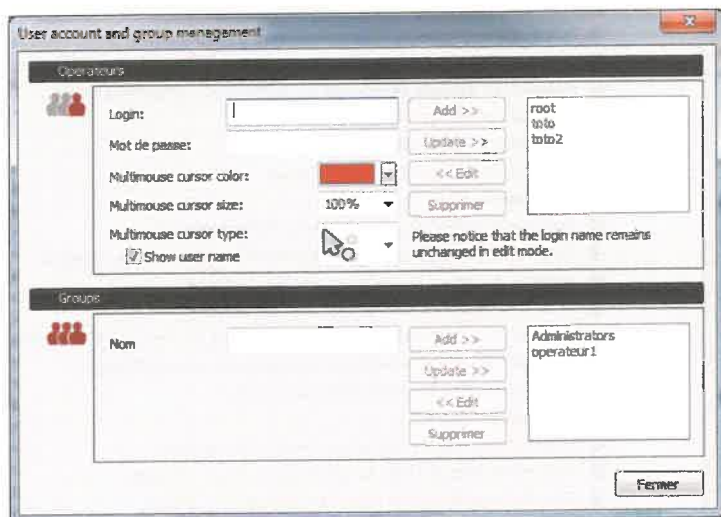 User account and group management
Operateurs
Login:
Add >>
root
Mot de passe:
Update >>
toto
toto2
Multimouse cursor color:
<< Edit
Multimouse cursor size:
100%
Supprimer
Multimouse cursor type:
Please notice that the login name remains
unchanged in edit mode.
Show user name
Groups
Nom
Add >>
Administrators
operateur1
Update >>
<< Edit
Supprimer
Fermer